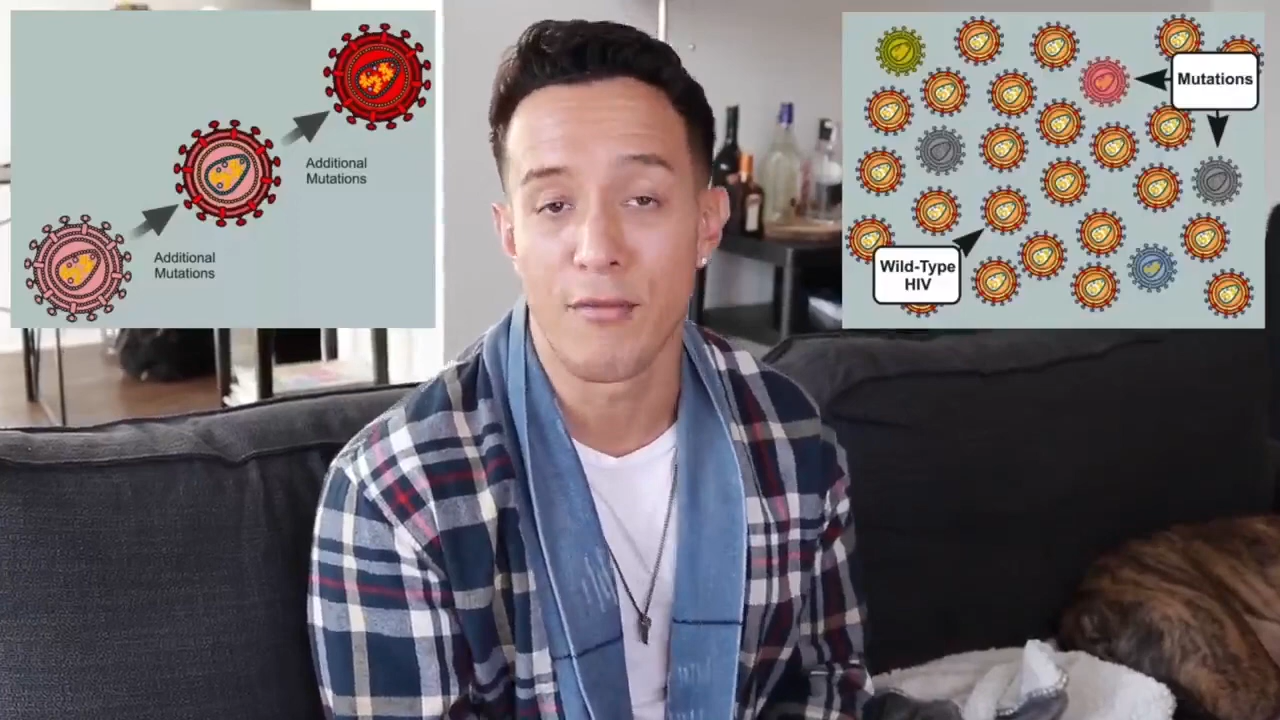 Additional
Mutations
Additional
Mutations
Mutations
Wild-Type
HIV